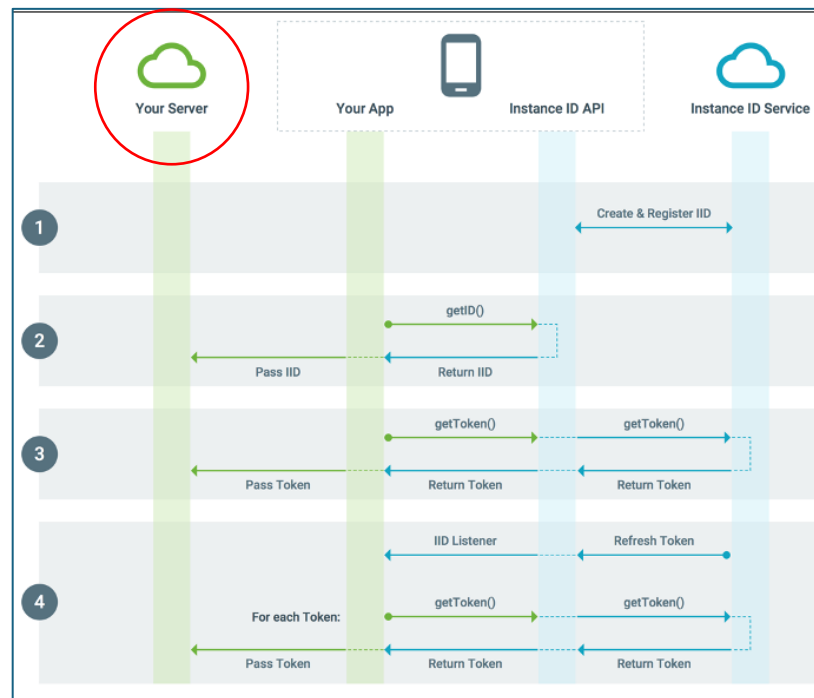 Your Server
Your App
Instance ID API
Instance ID Service
1
Create & Register IID
2
getID()
Pass IID
Return IID
3
getToken()
getToken()
Pass Token
Return Token
Return Token
4
IID Listener
Refresh Token
For each Token:
getToken()
getToken()
Pass Token
Return Token
Return Token